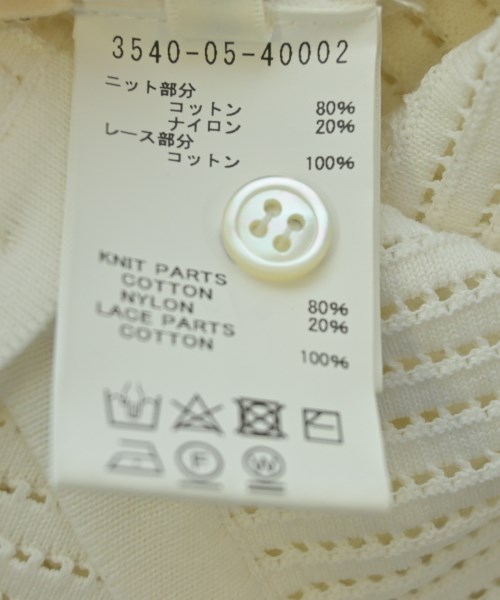 3540-05-40002
ニット部分
コットン 80%
ナイロン 20%
レース部分
コットン 100%
KNIT PARTS
COTTON 80%
NYLON 20%
LACE PARTS
COTTON 100%
F W